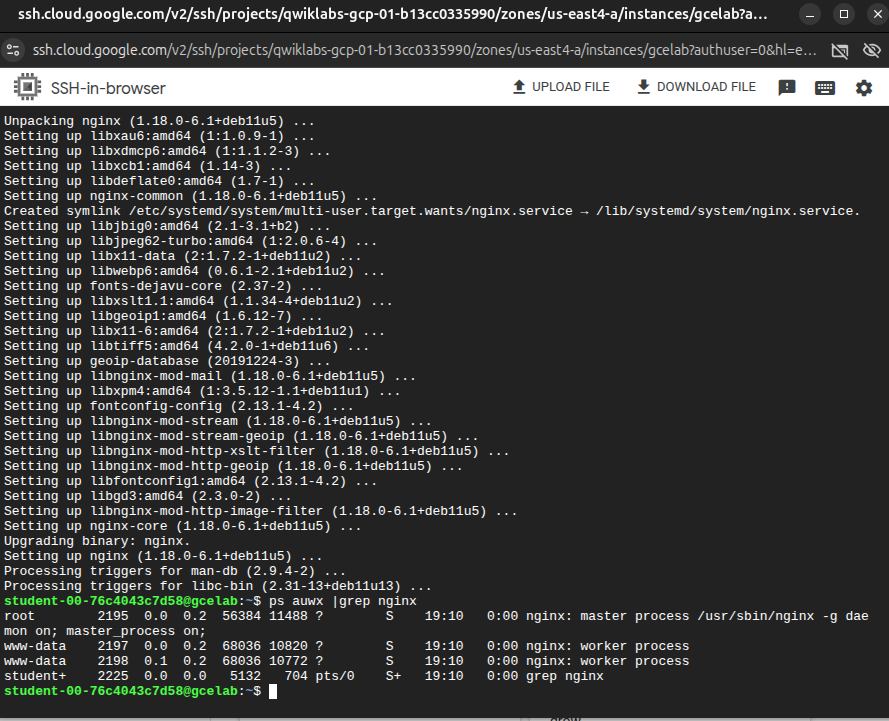 ssh.cloud.google.com/v2/ssh/projects/qwiklabs-gcp-01-b13cc0335990/zones/us-east4-a/instances/gcelab?a...
ssh.cloud.google.com/v2/ssh/projects/qwiklabs-gcp-01-b13cc0335990/zones/us-east4-a/instances/gcelab?authuser=0&hl=e...
SSH-in-browser
UPLOAD FILE
DOWNLOAD FILE
Unpacking nginx (1.18.0-6.1+deb11u5) ...
Setting up libxau6:amd64 (1:1.0.9-1) ...
Setting up libxdmcp6:amd64 (1:1.1.2-3) ...
Setting up libxcb1:amd64 (1.14-3) ...
Setting up libdeflate0:amd64 (1.7-1) ...
Setting up nginx-common (1.18.0-6.1+deb11u5) ...
Created symlink /etc/systemd/system/multi-user.target.wants/nginx.service → /lib/systemd/system/nginx.service.
Setting up libjbig0:amd64 (2.1-3.1+b2) ...
Setting up libjpeg62-turbo:amd64 (1:2.0.6-4) ...
Setting up libx11-data (2:1.7.2-1+deb11u2) ...
Setting up libwebp6:amd64 (0.6.1-2.1+deb11u2) ...
Setting up fonts-dejavu-core (2.37-2) ...
Setting up libxslt1.1:amd64 (1.1.34-4+deb11u2) ...
Setting up libgeoip1:amd64 (1.6.12-7) ...
Setting up libx11-6:amd64 (2:1.7.2-1+deb11u2) ...
Setting up libtiff5:amd64 (4.2.0-1+deb11u6) ...
Setting up geoip-database (20191224-3) ...
Setting up libnginx-mod-mail (1.18.0-6.1+deb11u5) ...
Setting up libxpm4:amd64 (1:3.5.12-1.1+deb11u1) ...
Setting up fontconfig-config (2.13.1-4.2) ...
Setting up libnginx-mod-stream (1.18.0-6.1+deb11u5) ...
Setting up libnginx-mod-stream-geoip (1.18.0-6.1+deb11u5) ...
Setting up libnginx-mod-http-xslt-filter (1.18.0-6.1+deb11u5) ...
Setting up libnginx-mod-http-geoip (1.18.0-6.1+deb11u5) ...
Setting up libfontconfig1:amd64 (2.13.1-4.2) ...
Setting up libgd3:amd64 (2.3.0-2) ...
Setting up libnginx-mod-http-image-filter (1.18.0-6.1+deb11u5) ...
Setting up nginx-core (1.18.0-6.1+deb11u5) ...
Upgrading binary: nginx.
Setting up nginx (1.18.0-6.1+deb11u5) ...
Processing triggers for man-db (2.9.4-2) ...
Processing triggers for libc-bin (2.31-13+deb11u13) ...
student-00-76c4043c7d58@gcelab:~$ ps auwx |grep nginx
root        2195  0.0  0.2  56384 11488 ?        S    19:10   0:00 nginx: master process /usr/sbin/nginx -g dae
mon on; master_process on;
www-data    2197  0.0  0.2  68036 10820 ?        S    19:10   0:00 nginx: worker process
www-data    2198  0.1  0.2  68036 10772 ?        S    19:10   0:00 nginx: worker process
student+    2225  0.0  0.0   5132   704 pts/0    S+   19:10   0:00 grep nginx
student-00-76c4043c7d58@gcelab:~$